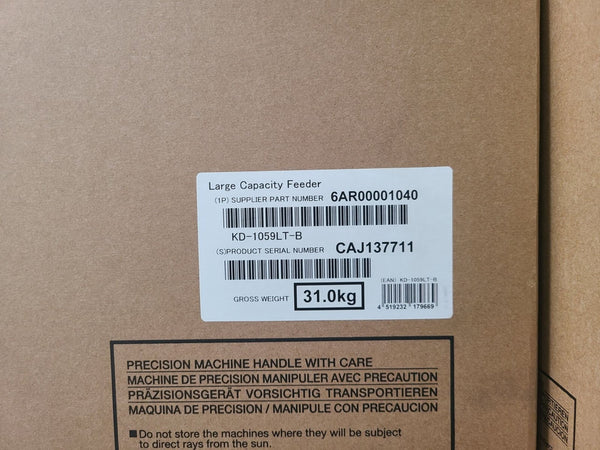 Large Capacity Feeder
(1P) SUPPLIER PART NUMBER 6AR00001040
KD-1059LT-B
(S)PRODUCT SERIAL NUMBER CAJ137711
GROSS WEIGHT 31.0kg
(EAN) KD-1059LT-B
4 519232 179669
PRECISION MACHINE HANDLE WITH CARE
MACHINE DE PRECISION MANIPULER AVEC PRECAUTION
PRÄZISIONSGERÄT VORSICHTIG TRANSPORTIEREN
MAQUINA DE PRECISION / MANIPULE CON PRECAUCION
■Do not store the machines where they will be subject
to direct rays from the sun.